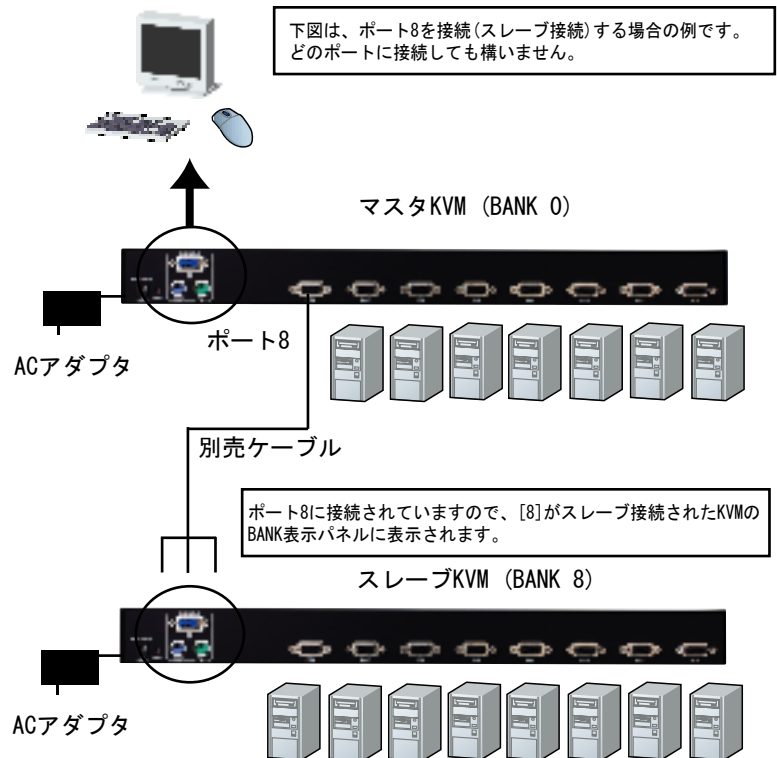 下図は、ポート8を接続(スレーブ接続)する場合の例です。
どのポートに接続しても構いません。
マスタKVM (BANK 0)
ポート8
ACアダプタ
別売ケーブル
ポート8に接続されていますので、[8]がスレーブ接続されたKVMの
BANK表示パネルに表示されます。
スレーブKVM (BANK 8)
ACアダプタ